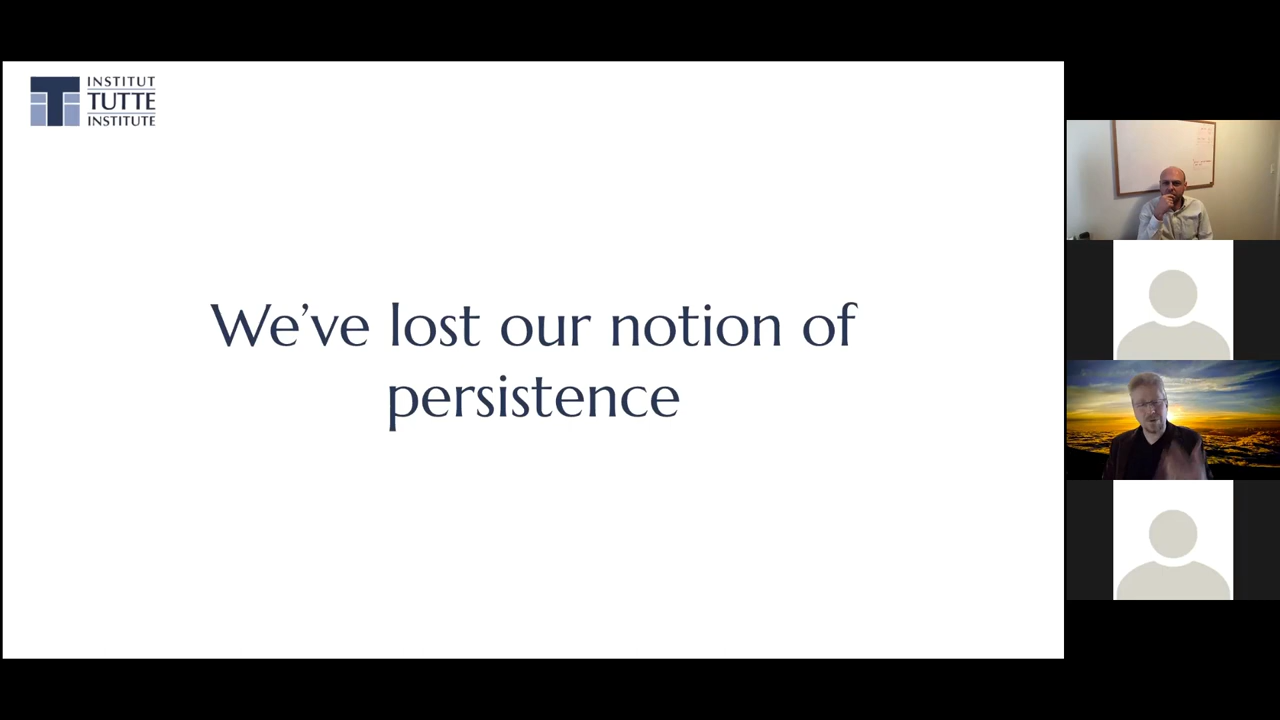 INSTITUT
TUTTE
INSTITUTE
We’ve lost our notion of
persistence